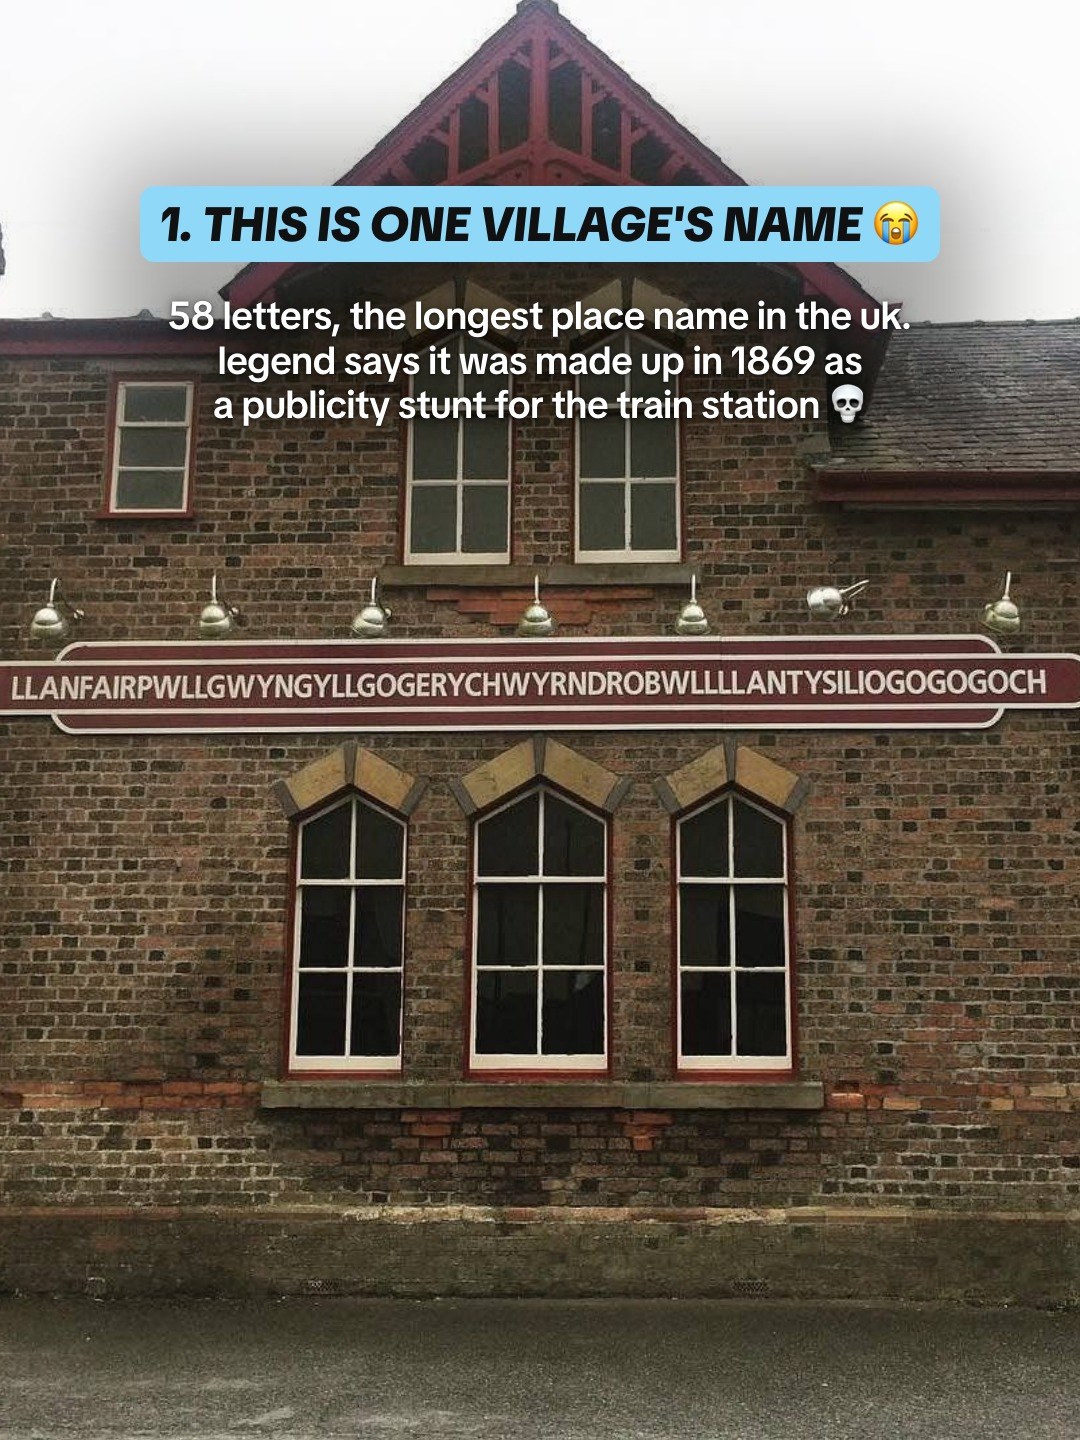 1. THIS IS ONE VILLAGE'S NAME 😭
58 letters, the longest place name in the uk.
legend says it was made up in 1869 as
a publicity stunt for the train station 💀
LLANFAIRPWLLGWYNGYLLGOGERYCHWYRNDROBWLLLLANTYSILIOGOGOGOCH